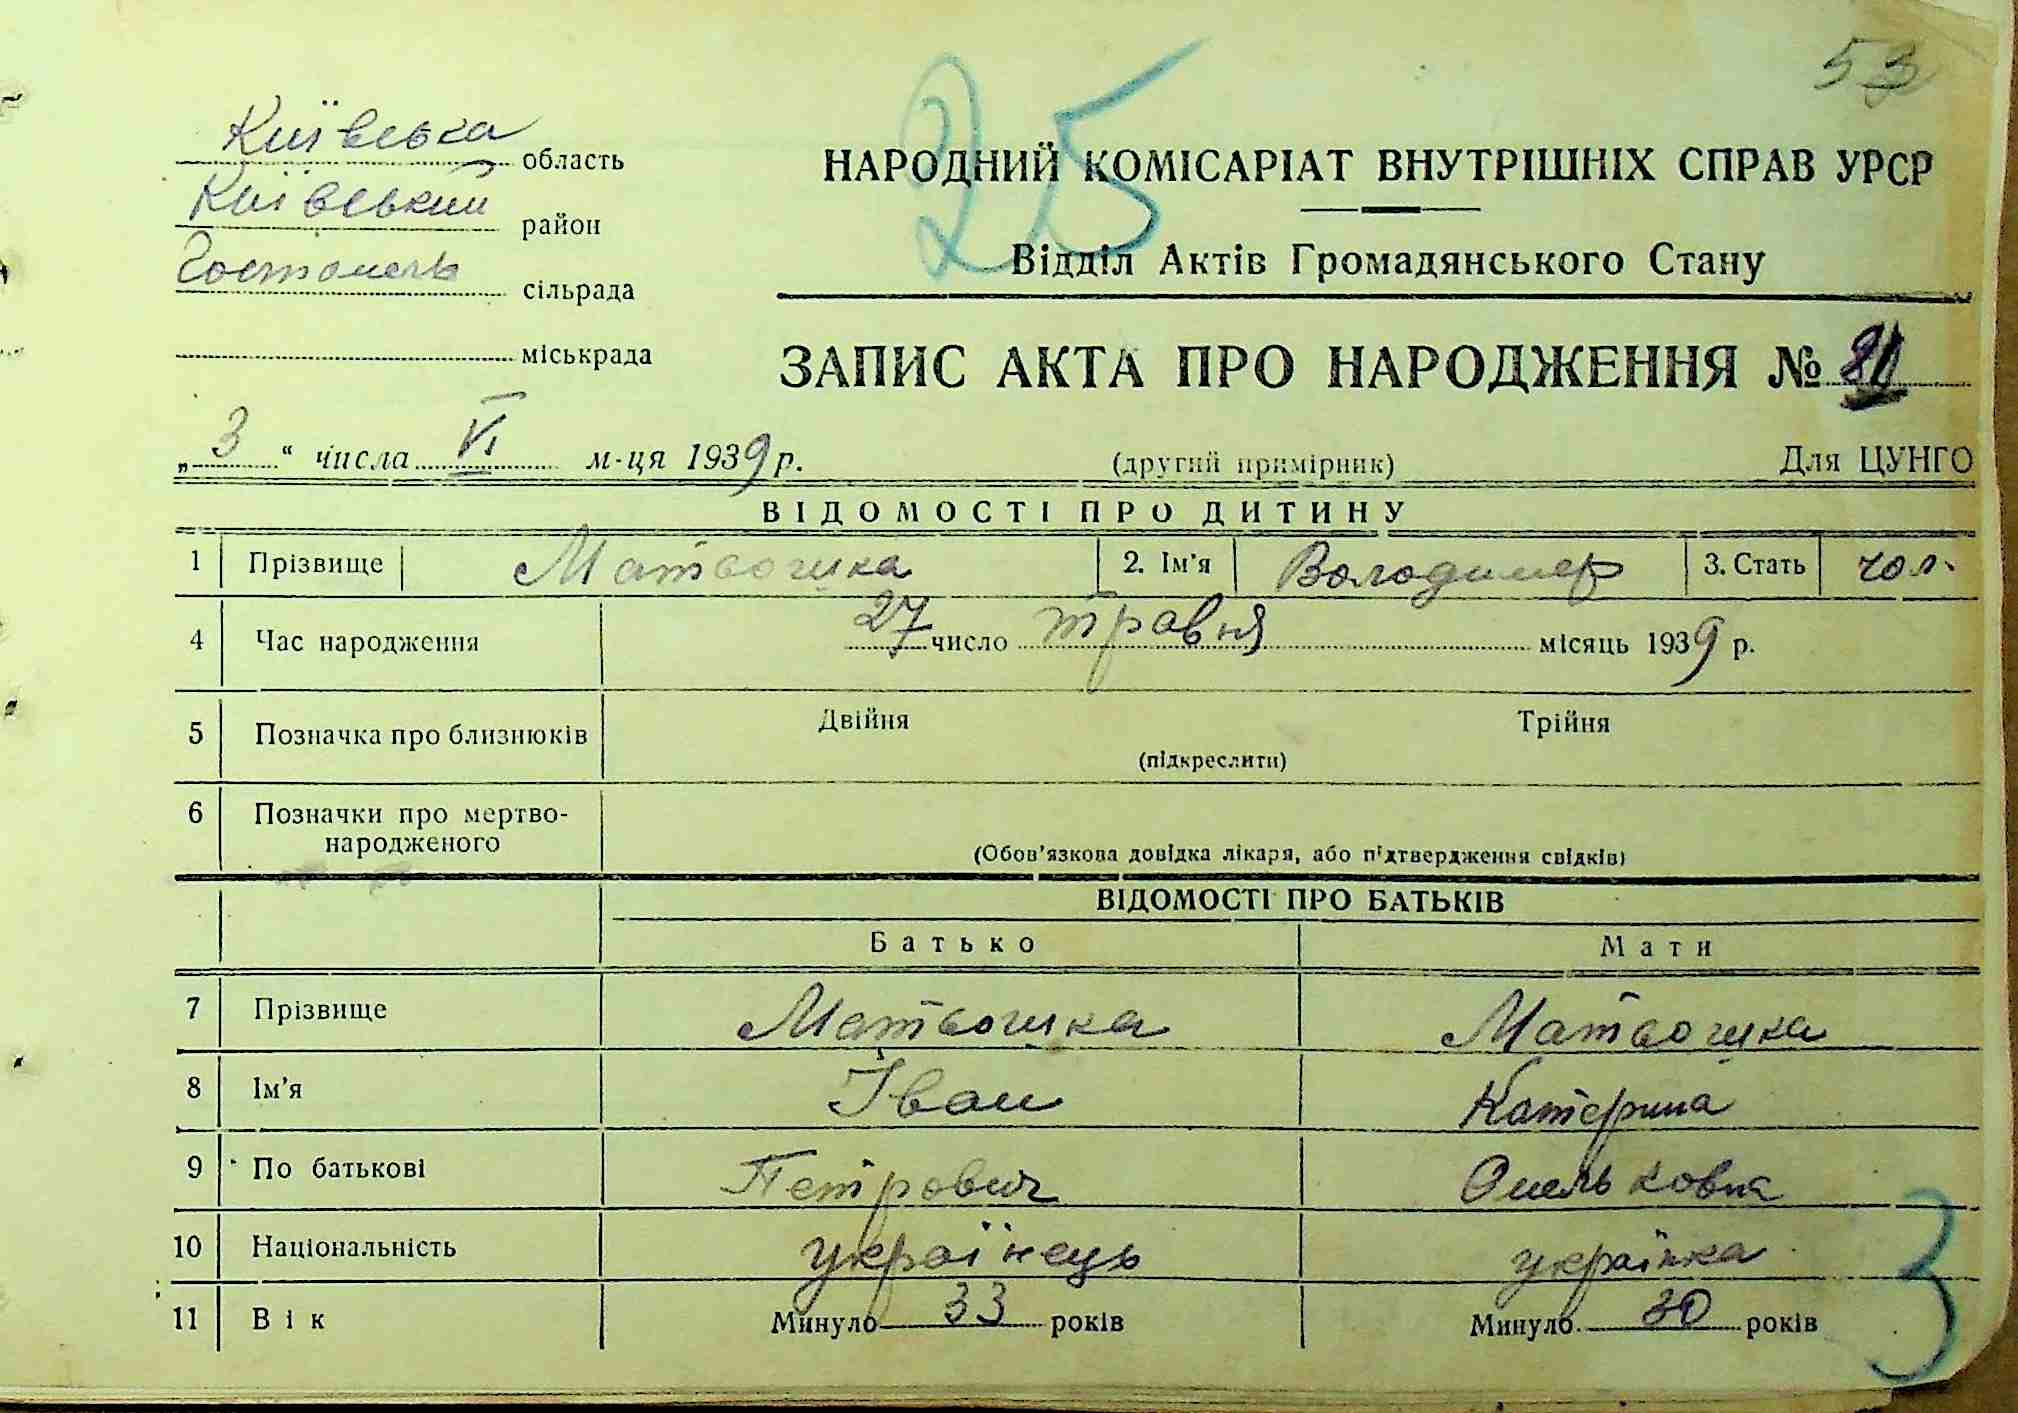 53
25
Київська область
Київський район
Гостомель сільрада
міськрада
НАРОДНИЙ КОМІСАРІАТ ВНУТРІШНІХ СПРАВ УРСР
Відділ Актів Громадянського Стану
ЗАПИС АКТА ПРО НАРОДЖЕННЯ №
„3“ числа VI м-ця 1939 р.
(другий примірник)
Для ЦУНГО
ВІДОМОСТІ ПРО ДИТИНУ
1 Прізвище 2. Ім'я Володимер 3. Стать чол.
4 Час народження 27 число травня місяць 1939 р.
5 Позначка про близнюків Двійня Трійня
(підкреслити)
6 Позначки про мертво-
народженого
(Обов'язкова довідка лікаря, або підтвердження свідків)
ВІДОМОСТІ ПРО БАТЬКІВ
Батько Мати
7 Прізвище
8 Ім'я Іван Катерина
9 По батькові Петрович Омельковна
10 Національність українець українка
11 Вік Минуло 33 років Минуло 30 років
3